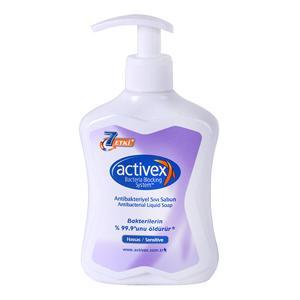 7
ETKİ
activex
Bacteria Blocking
System™
Antibakteriyel Sıvı Sabun
Antibacterial Liquid Soap
Bakterilerin
% 99.9'unu öldürür*
Hassas / Sensitive
www.activex.com.tr